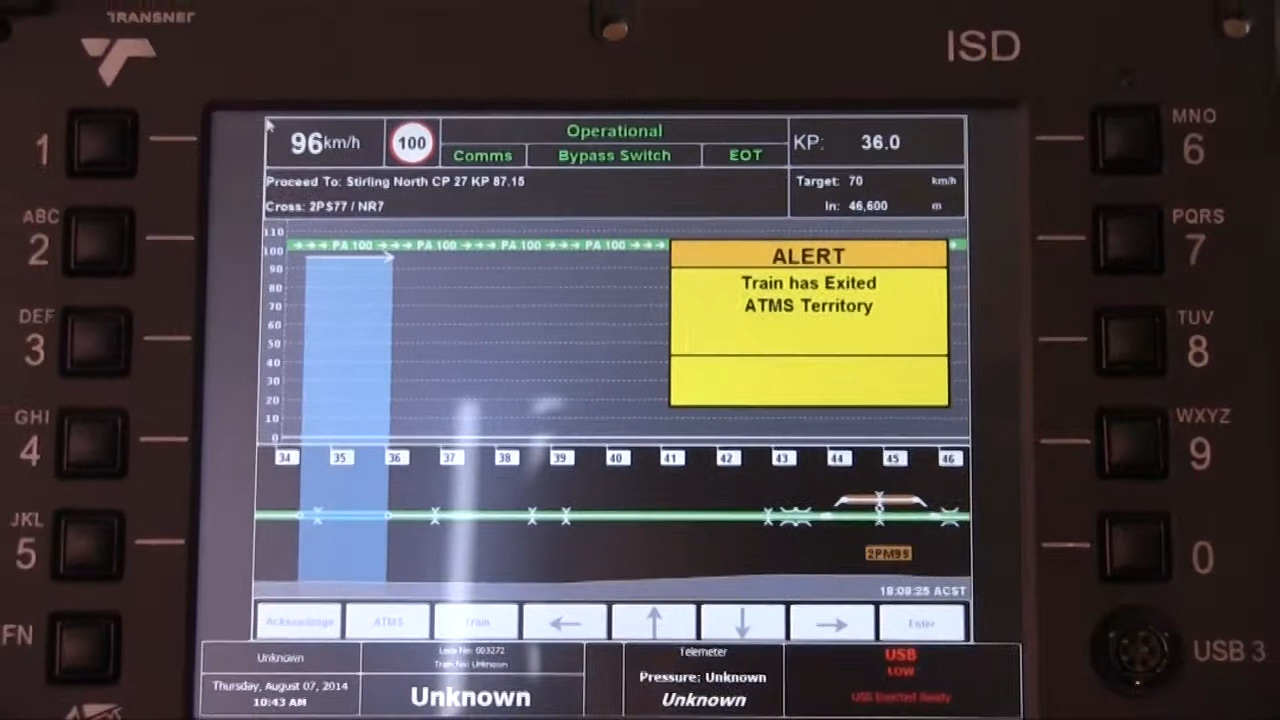 TRANSNET
ISD
1
ABC
2
DEF
3
GHI
4
JKL
5
FN
MNO
6
PQRS
7
TUV
8
WXYZ
9
0
USB 3
96 km/h
100
Operational
Comms
Bypass Switch
EOT
KP: 36.0
Proceed To: Stirling North CP 27 KP 87.15
Cross: 2PS77 / NR7
Target: 70 km/h
In: 46,600 m
110
100
90
80
70
60
50
40
30
20
10
0
PA 100 PA 100 PA 100 PA 100
ALERT
Train has Exited
ATMS Territory
34 35 36 37 38 39 40 41 42 43 44 45 46
2PM9S
18:08:25 ACST
Acknowledge ATMS Train Enter
Unknown
Thursday, August 07, 2014
10:43 AM
Loco No: 003272
Train No: Unknown
Unknown
Telemeter
Pressure: Unknown
Unknown
USB
LOW